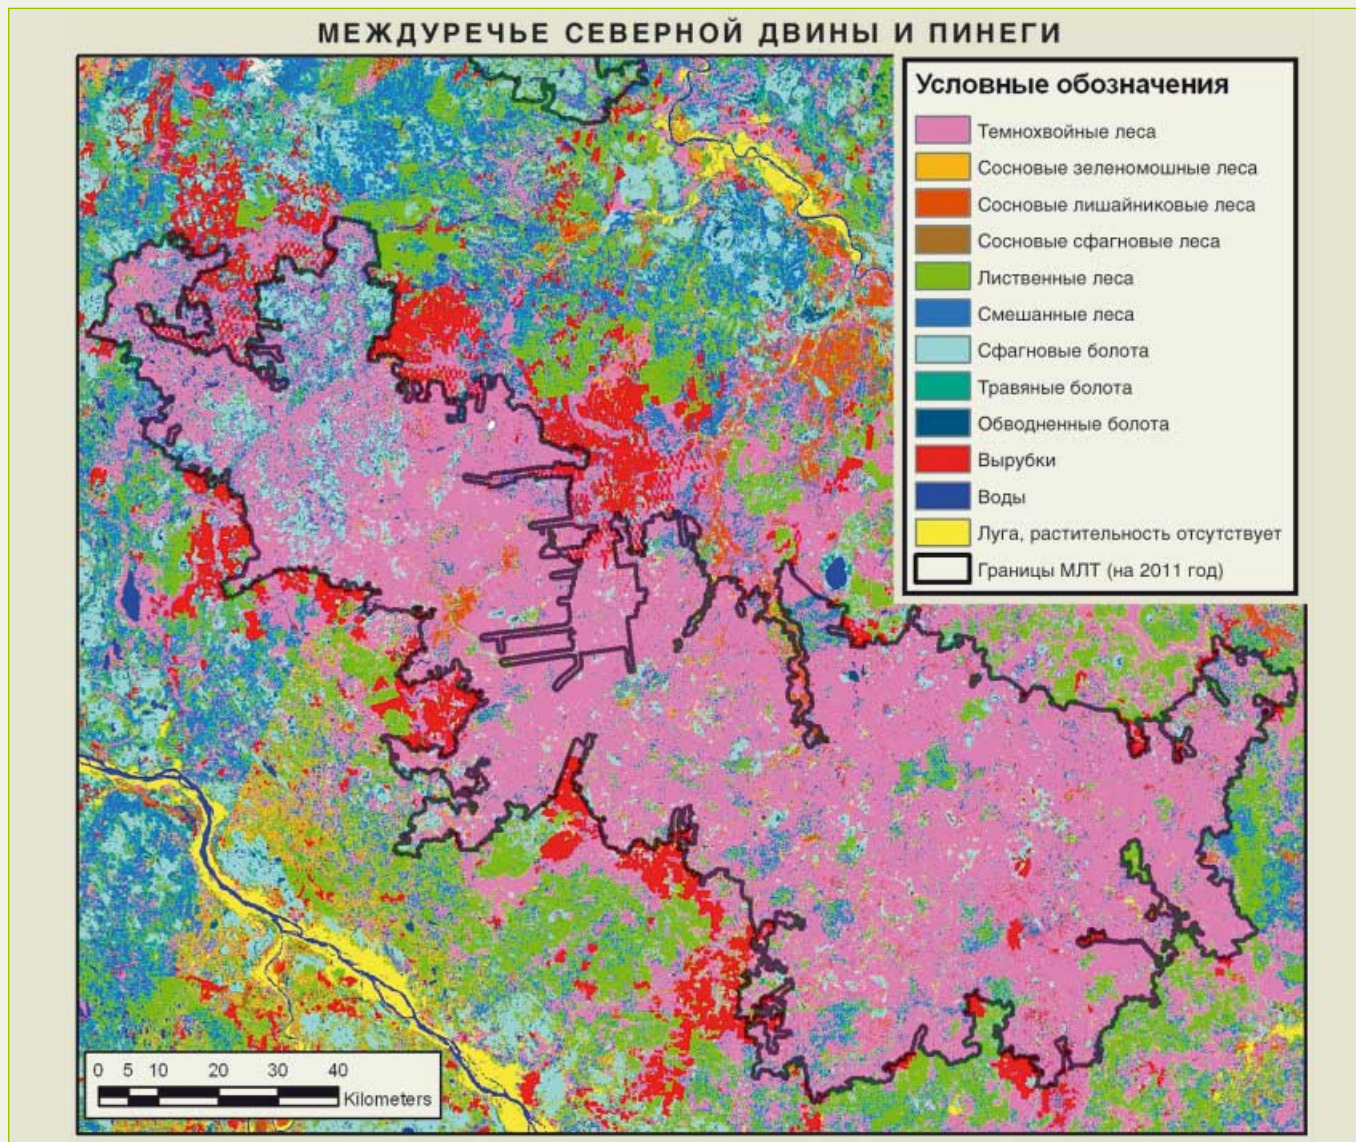 МЕЖДУРЕЧЬЕ СЕВЕРНОЙ ДВИНЫ И ПИНЕГИ
Условные обозначения
Темнохвойные леса
Сосновые зеленомошные леса
Сосновые лишайниковые леса
Сосновые сфагновые леса
Лиственные леса
Смешанные леса
Сфагновые болота
Травяные болота
Обводненные болота
Вырубки
Воды
Луга, растительность отсутствует
Границы МЛТ (на 2011 год)
0 5 10 20 30 40
Kilometers